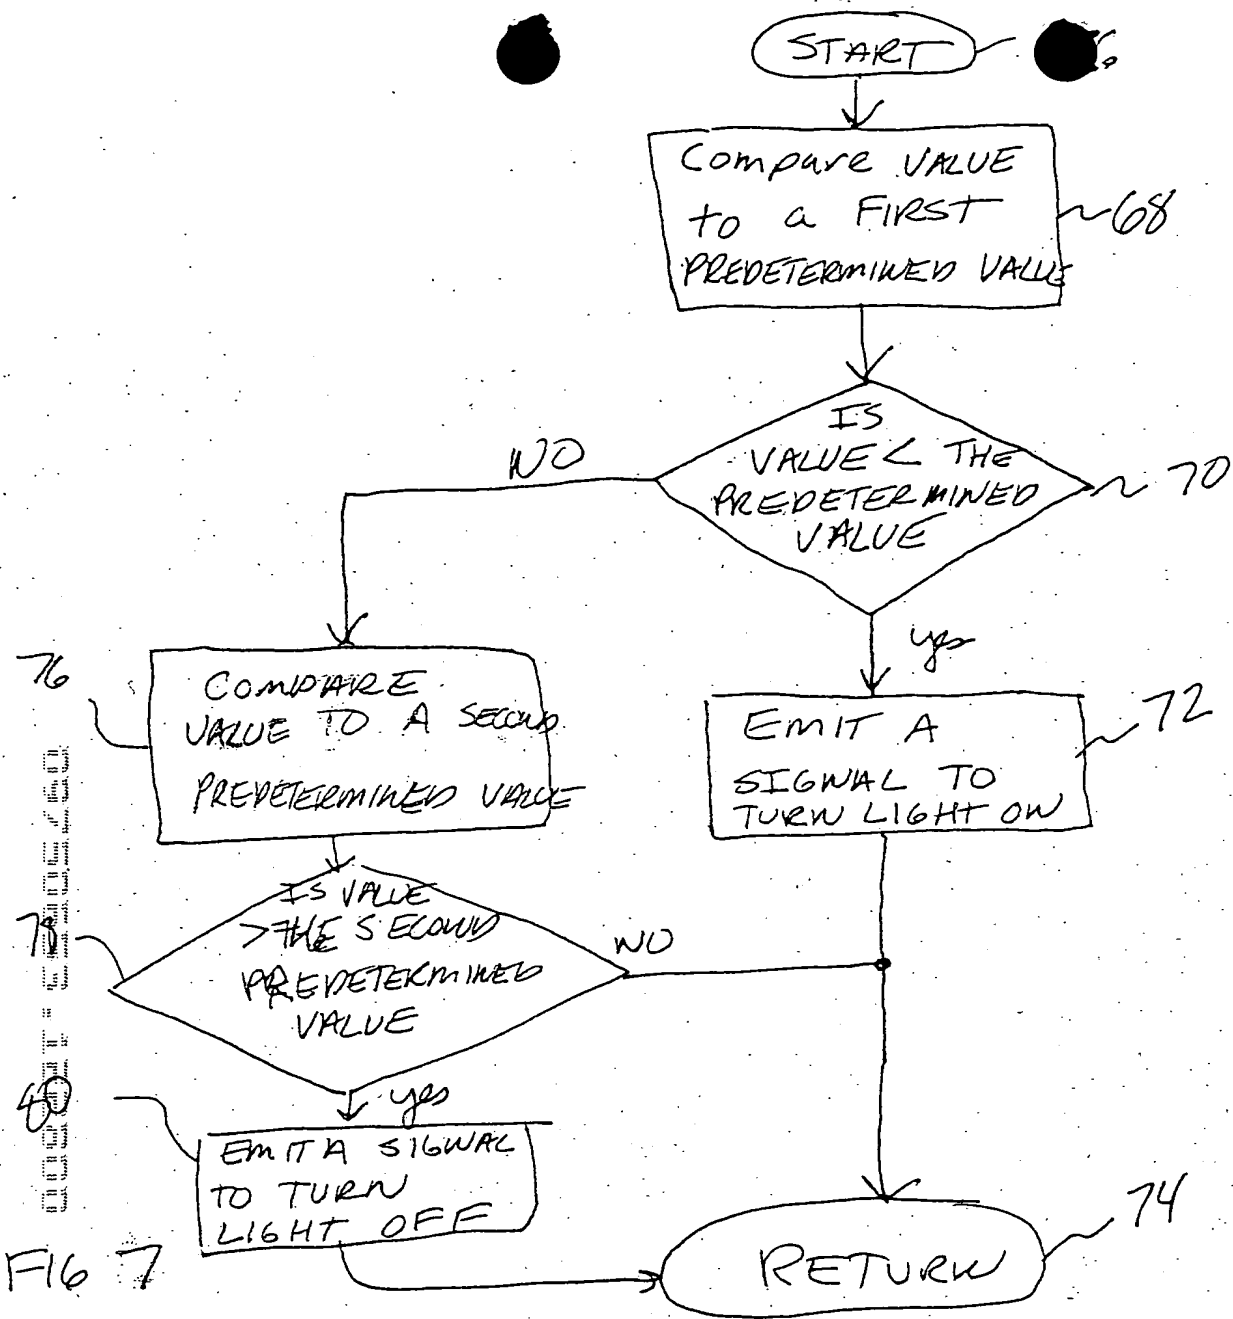 START
6
Compare VALUE
to a FIRST
PREDETERMINED VALUE
68
IS
VALUE < THE
PREDETERMINED
VALUE
70
NO
yes
76
COMPARE
VALUE TO A SECOND
PREDETERMINED VALUE
EMIT A
SIGNAL TO
TURN LIGHT ON
72
78
IS VALUE
> THE SECOND
PREDETERMINED
VALUE
NO
yes
80
EMIT A SIGNAL
TO TURN
LIGHT OFF
RETURN
74
FIG 7